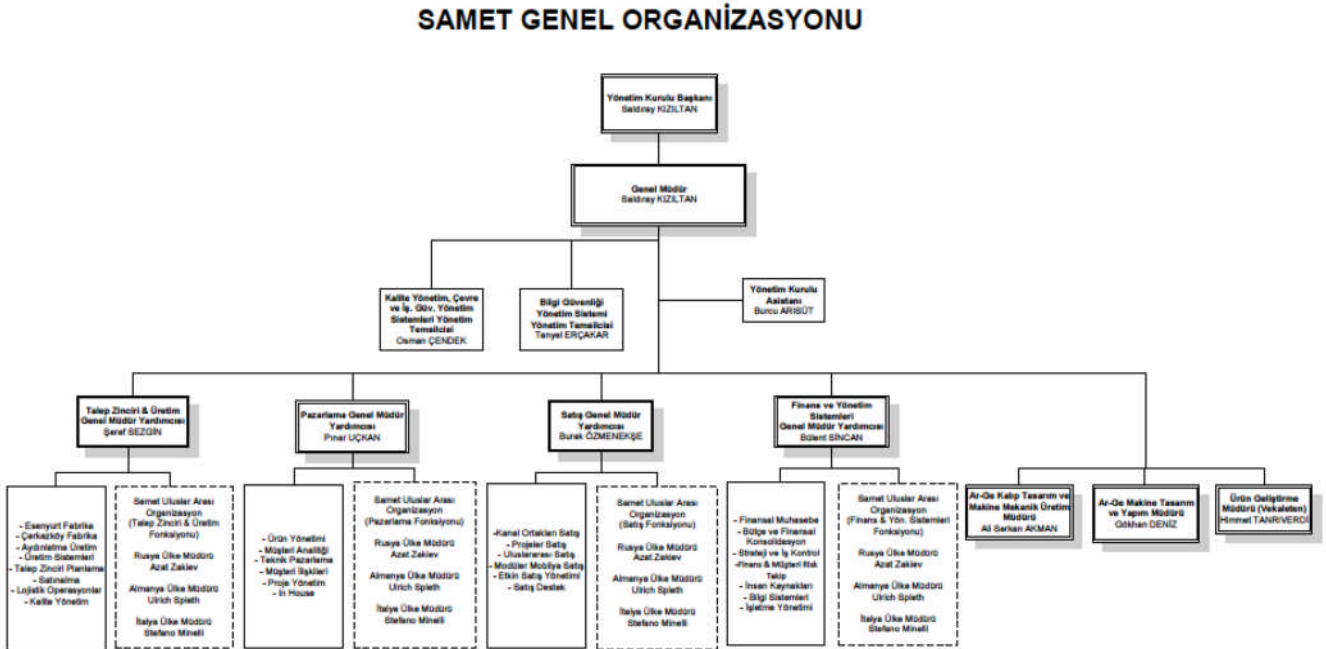 SAMET GENEL ORGANİZASYONU
Yönetim Kurulu Başkanı
Saldıray KIZILTAN
Genel Müdür
Saldıray KIZILTAN
Kalite Yönetim, Çevre
ve İş. Güv. Yönetim
Sistemleri Yönetim
Temsilcisi
Osman ÇENDEK
Bilgi Güvenliği
Yönetim Sistemi
Yönetim Temsilcisi
Tanyel ERÇAKAR
Yönetim Kurulu
Asistanı
Burcu ARISÜT
Talep Zinciri & Üretim
Genel Müdür Yardımcısı
Şeref SEZGİN
Pazarlama Genel Müdür
Yardımcısı
Pınar UÇKAN
Satış Genel Müdür
Yardımcısı
Burak ÖZMENEKŞE
Finans ve Yönetim
Sistemleri
Genel Müdür Yardımcısı
Bülent SİNCAN
- Esenyurt Fabrika
- Çerkezköy Fabrika
- Aydınlatma Üretim
- Üretim Sistemleri
- Talep Zinciri Planlama
- Satınalma
- Lojistik Operasyonlar
- Kalite Yönetim
Samet Uluslar Arası
Organizasyon
(Talep Zinciri & Üretim
Fonksiyonu)
Rusya Ülke Müdürü
Azat Zakiev
Almanya Ülke Müdürü
Ulrich Spieth
İtalya Ülke Müdürü
Stefano Minelli
- Ürün Yönetimi
- Müşteri Analiliği
- Teknik Pazarlama
- Müşteri İlişkileri
- Proje Yönetim
- In House
Samet Uluslar Arası
Organizasyon
(Pazarlama Fonksiyonu)
Rusya Ülke Müdürü
Azat Zakiev
Almanya Ülke Müdürü
Ulrich Spieth
İtalya Ülke Müdürü
Stefano Minelli
-Kanal Ortakları Satış
- Projeler Satış
- Uluslararası Satış
- Modüler Mobilya Satış
- Etkin Satış Yönetimi
- Satış Destek
Samet Uluslar Arası
Organizasyon
(Satış Fonksiyonu)
Rusya Ülke Müdürü
Azat Zakiev
Almanya Ülke Müdürü
Ulrich Spieth
İtalya Ülke Müdürü
Stefano Minelli
- Finansal Muhasebe
- Bütçe ve Finansal
Konsolidasyon
- Strateji ve İş Kontrol
-Finans & Müşteri Risk
Takip
- İnsan Kaynakları
- Bilgi Sistemleri
- İşletme Yönetimi
Samet Uluslar Arası
Organizasyon
(Finans & Yön. Sistemleri
Fonksiyonu)
Rusya Ülke Müdürü
Azat Zakiev
Almanya Ülke Müdürü
Ulrich Spieth
İtalya Ülke Müdürü
Stefano Minelli
Ar-Ge Kalıp Tasarım ve
Makine Mekanik Üretim
Müdürü
Ali Serkan AKMAN
Ar-Ge Makine Tasarım
ve Yapım Müdürü
Gökhan DENİZ
Ürün Geliştirme
Müdürü (Vekaleten)
Himmet TANRIVERDİ